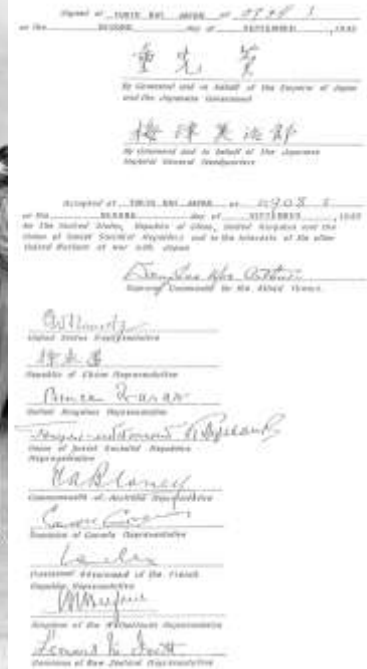 Signed at TOKYO BAY, JAPAN at 0904 I
on the SECOND day of SEPTEMBER, 1945
重光 葵
By Command and in behalf of the Emperor of Japan
and the Japanese Government
梅津美治郎
By Command and in behalf of the Japanese
Imperial General Headquarters
Accepted at TOKYO BAY, JAPAN at 0908 I
on the SECOND day of SEPTEMBER, 1945
for the United States, Republic of China, United Kingdom and the
Union of Soviet Socialist Republics, and in the interests of the other
United Nations at war with Japan
Douglas MacArthur
Supreme Commander for the Allied Powers
United States Representative
徐永昌
Republic of China Representative
Bruce Fraser
United Kingdom Representative
Union of Soviet Socialist Republics
Representative
Commonwealth of Australia Representative
Dominion of Canada Representative
Provisional Government of the French
Republic Representative
Kingdom of the Netherlands Representative
Dominion of New Zealand Representative